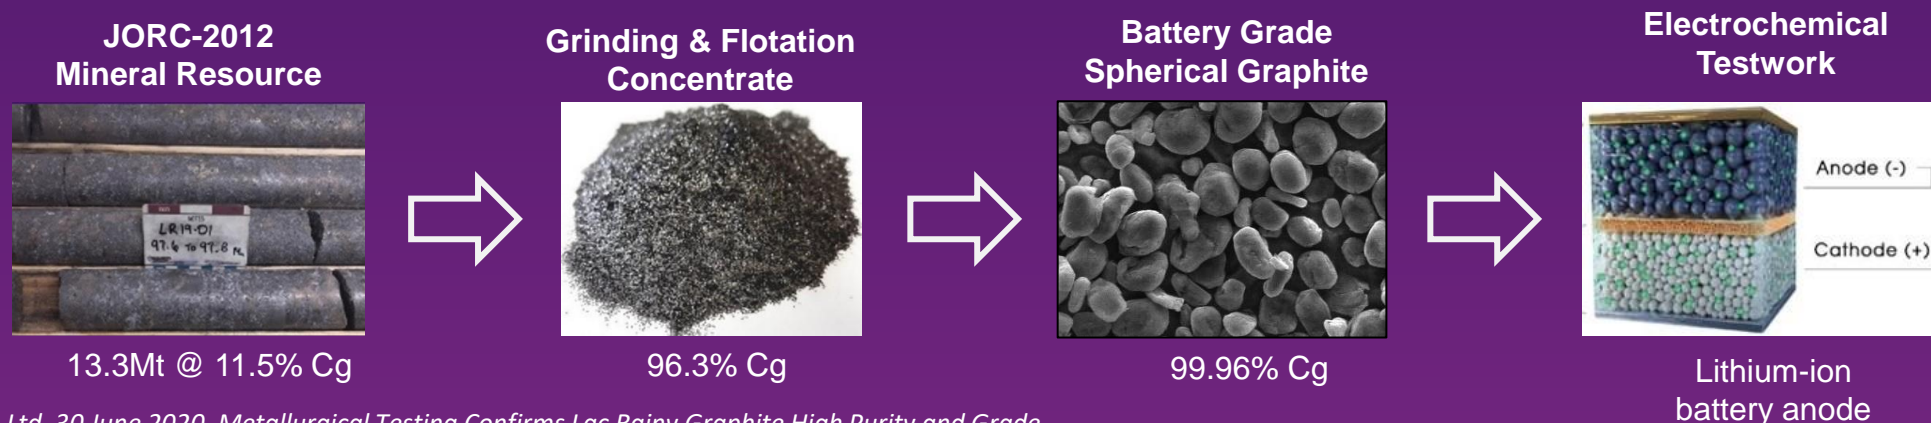 JORC-2012
Mineral Resource
Grinding & Flotation
Concentrate
Battery Grade
Spherical Graphite
Electrochemical
Testwork
LR19-01
97.6 TO 97.8
Anode (-)
Cathode (+)
13.3Mt @ 11.5% Cg
96.3% Cg
99.96% Cg
Lithium-ion
battery anode
Ltd, 30 June 2020, Metallurgical Testing Confirms Lac Rainy Graphite High Purity and Grade